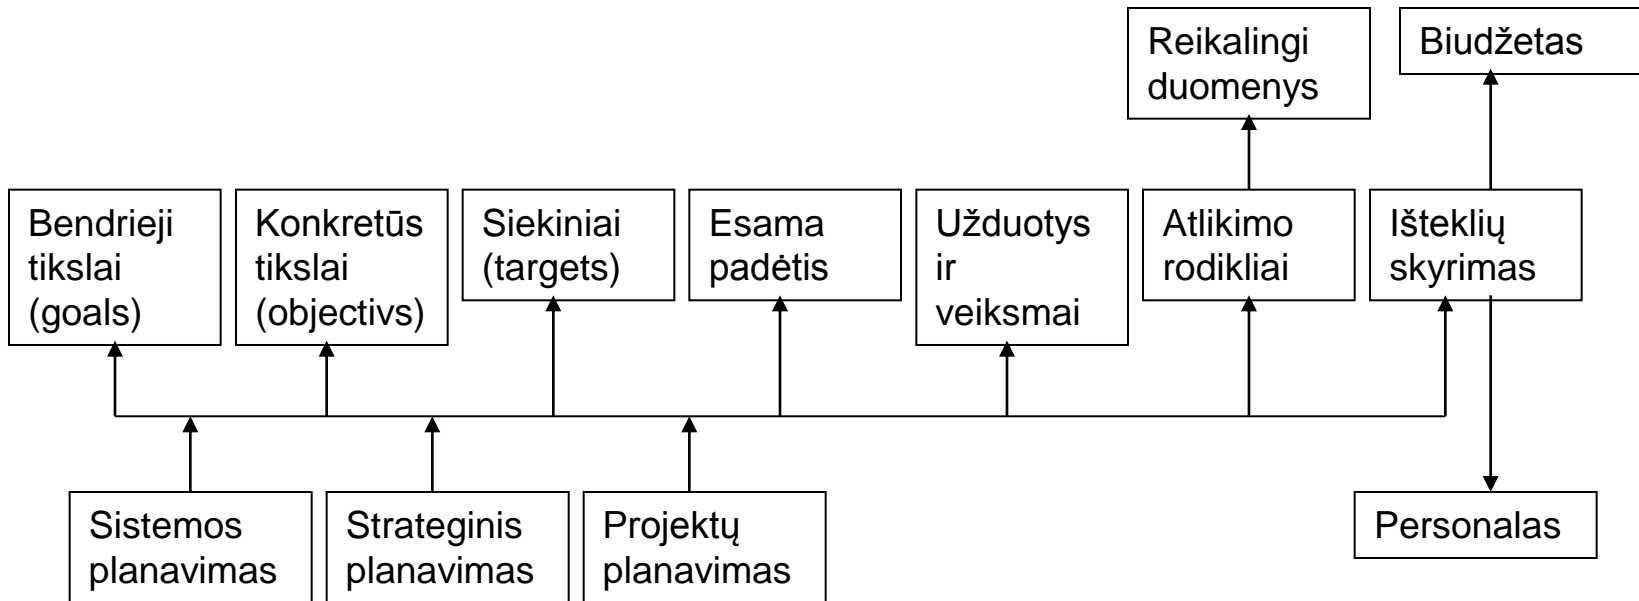 Reikalingi
duomenys
Biudžetas
Bendrieji
tikslai
(goals)
Konkretūs
tikslai
(objectivs)
Siekiniai
(targets)
Esama
padėtis
Užduotys
ir
veiksmai
Atlikimo
rodikliai
Išteklių
skyrimas
Sistemos
planavimas
Strateginis
planavimas
Projektų
planavimas
Personalas